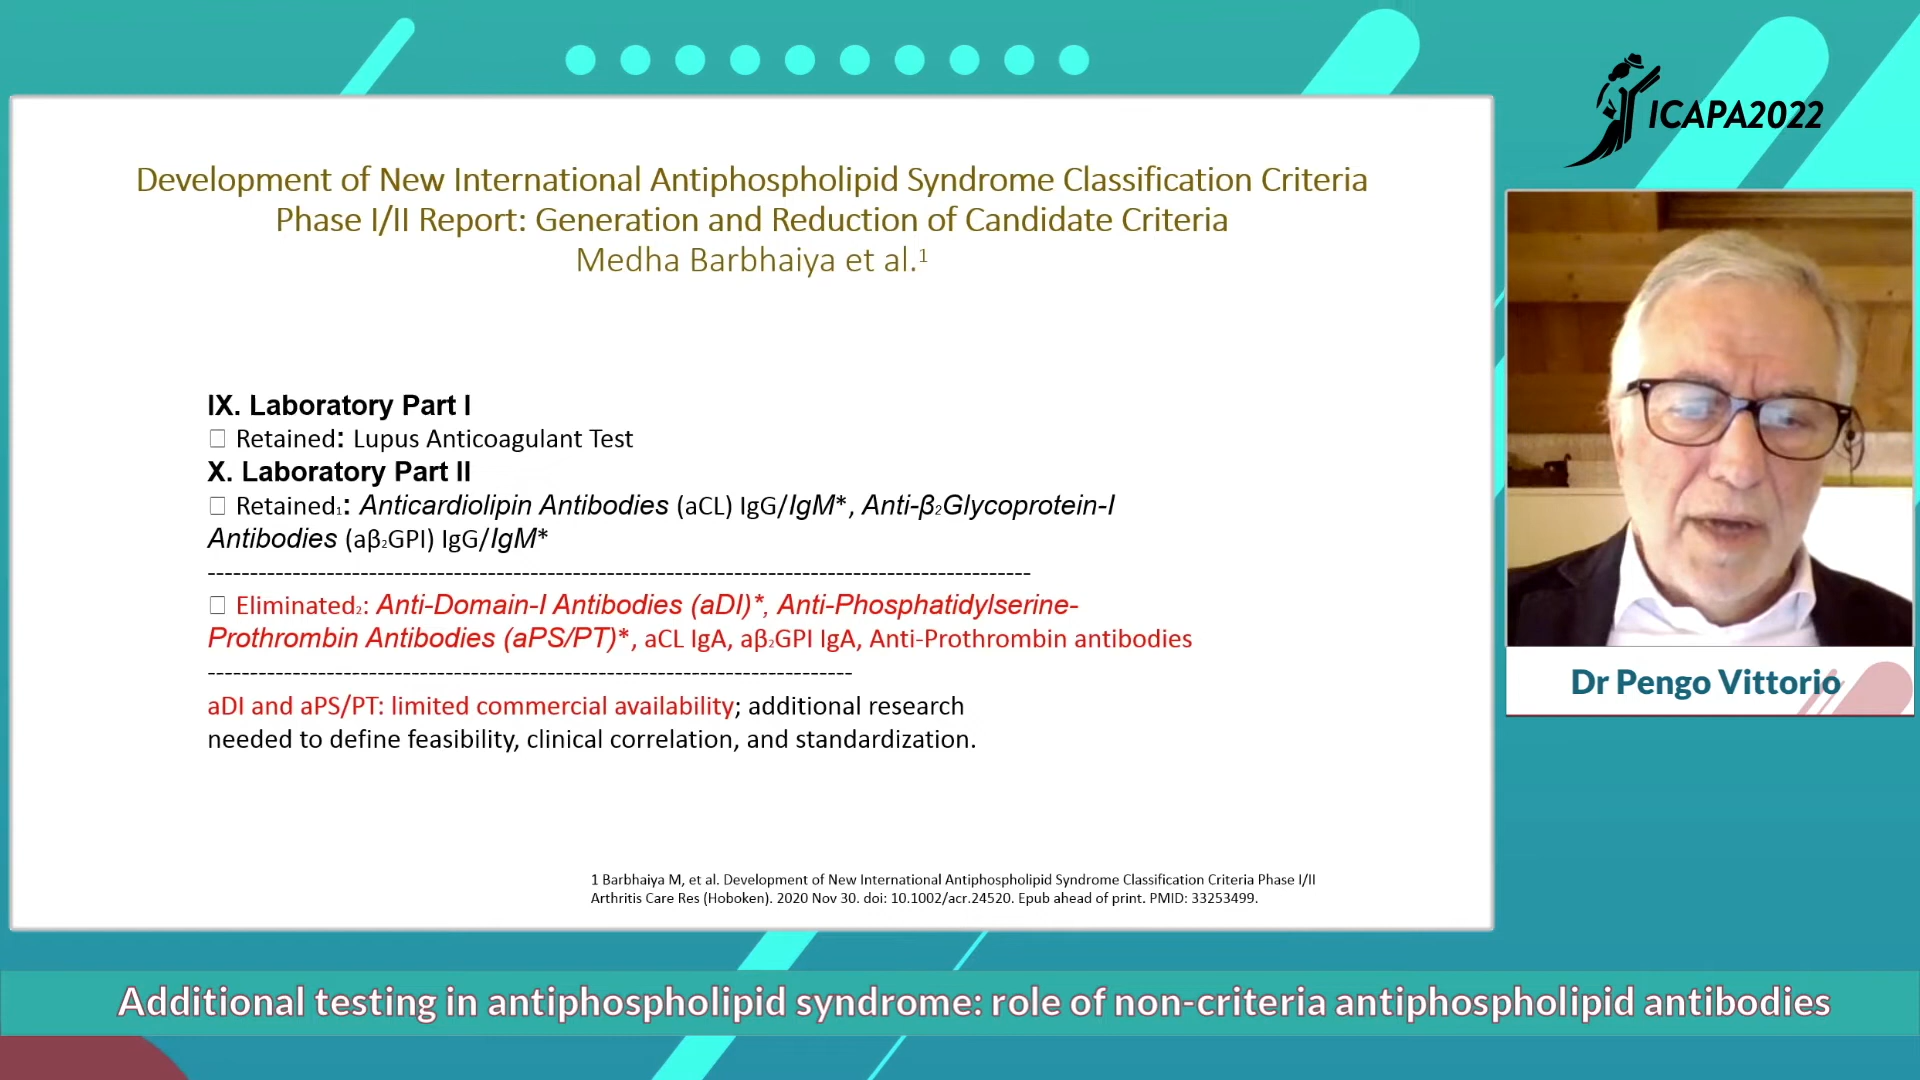 ICAPA2022
Development of New International Antiphospholipid Syndrome Classification Criteria
Phase I/II Report: Generation and Reduction of Candidate Criteria
Medha Barbhaiya et al.¹
IX. Laboratory Part I
□ Retained: Lupus Anticoagulant Test
X. Laboratory Part II
□ Retained₁: Anticardiolipin Antibodies (aCL) IgG/IgM*, Anti-β₂Glycoprotein-I
Antibodies (aβ₂GPI) IgG/IgM*
--------------------------------------------------------------------------------------------------
□ Eliminated₂: Anti-Domain-I Antibodies (aDI)*, Anti-Phosphatidylserine-
Prothrombin Antibodies (aPS/PT)*, aCL IgA, aβ₂GPI IgA, Anti-Prothrombin antibodies
-----------------------------------------------------------------------------
aDI and aPS/PT: limited commercial availability; additional research
needed to define feasibility, clinical correlation, and standardization.
1 Barbhaiya M, et al. Development of New International Antiphospholipid Syndrome Classification Criteria Phase I/II
Arthritis Care Res (Hoboken). 2020 Nov 30. doi: 10.1002/acr.24520. Epub ahead of print. PMID: 33253499.
Dr Pengo Vittorio
Additional testing in antiphospholipid syndrome: role of non-criteria antiphospholipid antibodies